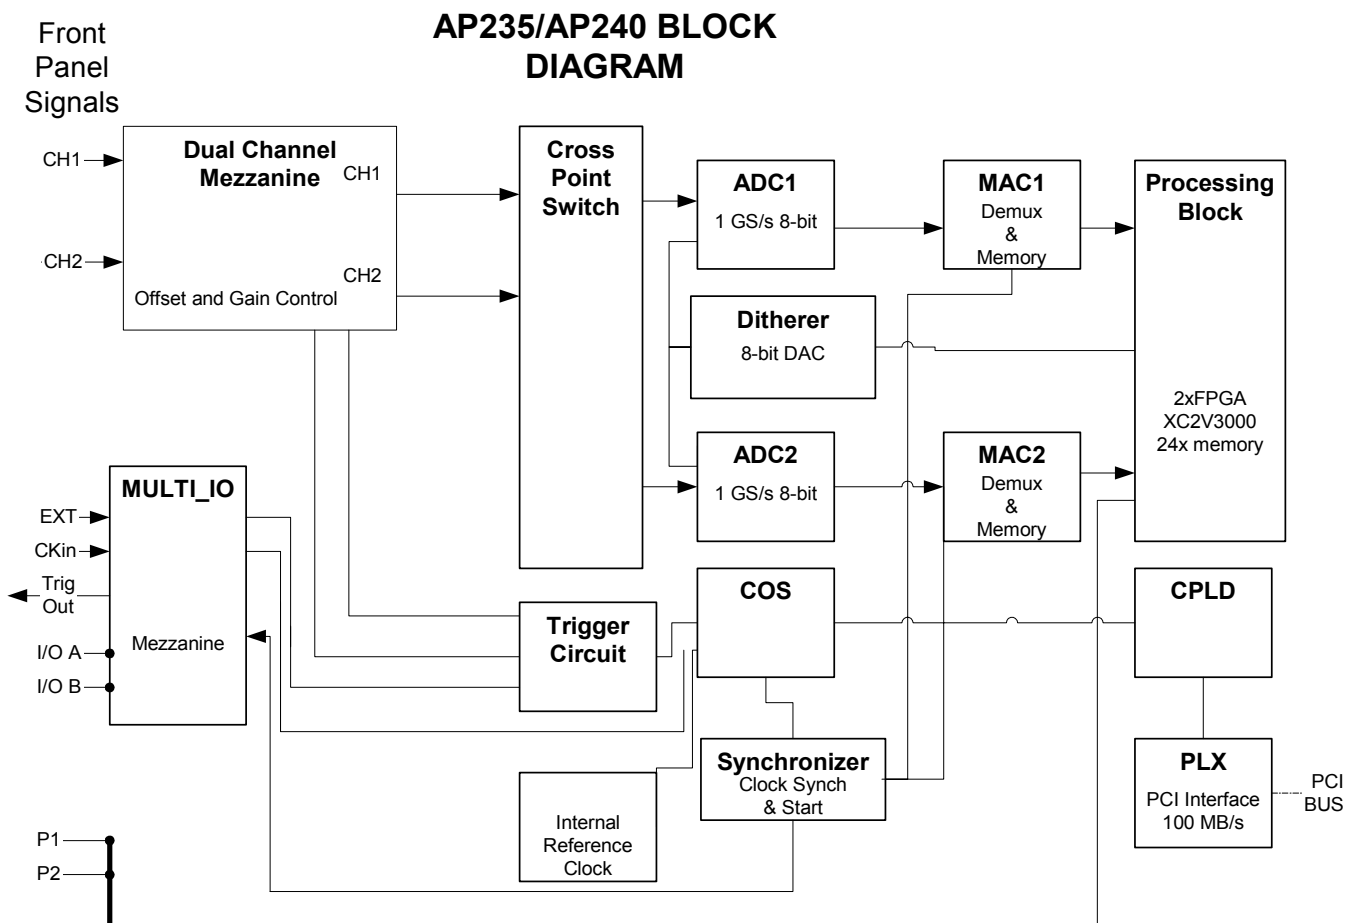 AP235/AP240 BLOCK
DIAGRAM
Front
Panel
Signals
CH1
CH2
Dual Channel
Mezzanine
CH1
CH2
Offset and Gain Control
Cross
Point
Switch
ADC1
1 GS/s 8-bit
MAC1
Demux
&
Memory
Processing
Block
2xFPGA
XC2V3000
24x memory
Ditherer
8-bit DAC
ADC2
1 GS/s 8-bit
MAC2
Demux
&
Memory
MULTI_IO
Mezzanine
EXT
CKin
Trig
Out
I/O A
I/O B
Trigger
Circuit
COS
CPLD
Internal
Reference
Clock
Synchronizer
Clock Synch
& Start
PLX
PCI Interface
100 MB/s
PCI
BUS
P1
P2